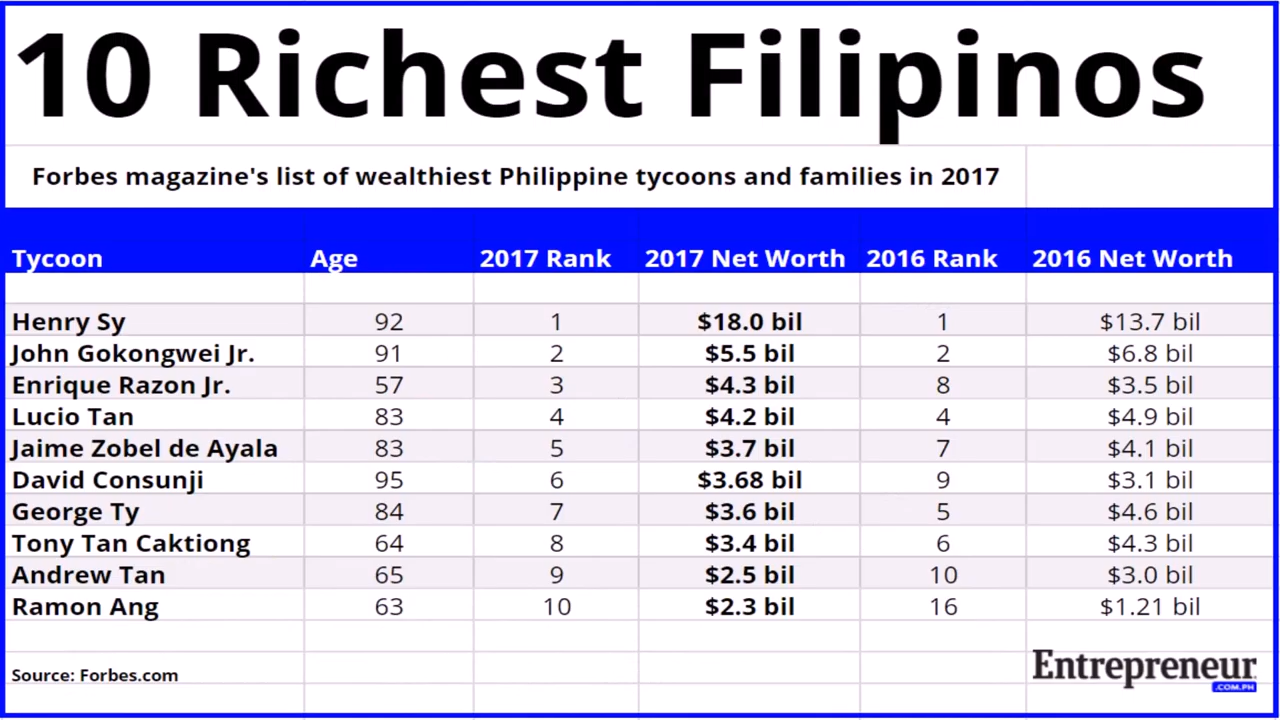 10 Richest Filipinos
Forbes magazine's list of wealthiest Philippine tycoons and families in 2017
Tycoon Age 2017 Rank 2017 Net Worth 2016 Rank 2016 Net Worth
Henry Sy 92 1 $18.0 bil 1 $13.7 bil
John Gokongwei Jr. 91 2 $5.5 bil 2 $6.8 bil
Enrique Razon Jr. 57 3 $4.3 bil 8 $3.5 bil
Lucio Tan 83 4 $4.2 bil 4 $4.9 bil
Jaime Zobel de Ayala 83 5 $3.7 bil 7 $4.1 bil
David Consunji 95 6 $3.68 bil 9 $3.1 bil
George Ty 84 7 $3.6 bil 5 $4.6 bil
Tony Tan Caktiong 64 8 $3.4 bil 6 $4.3 bil
Andrew Tan 65 9 $2.5 bil 10 $3.0 bil
Ramon Ang 63 10 $2.3 bil 16 $1.21 bil
Source: Forbes.com
Entrepreneur
.COM.PH